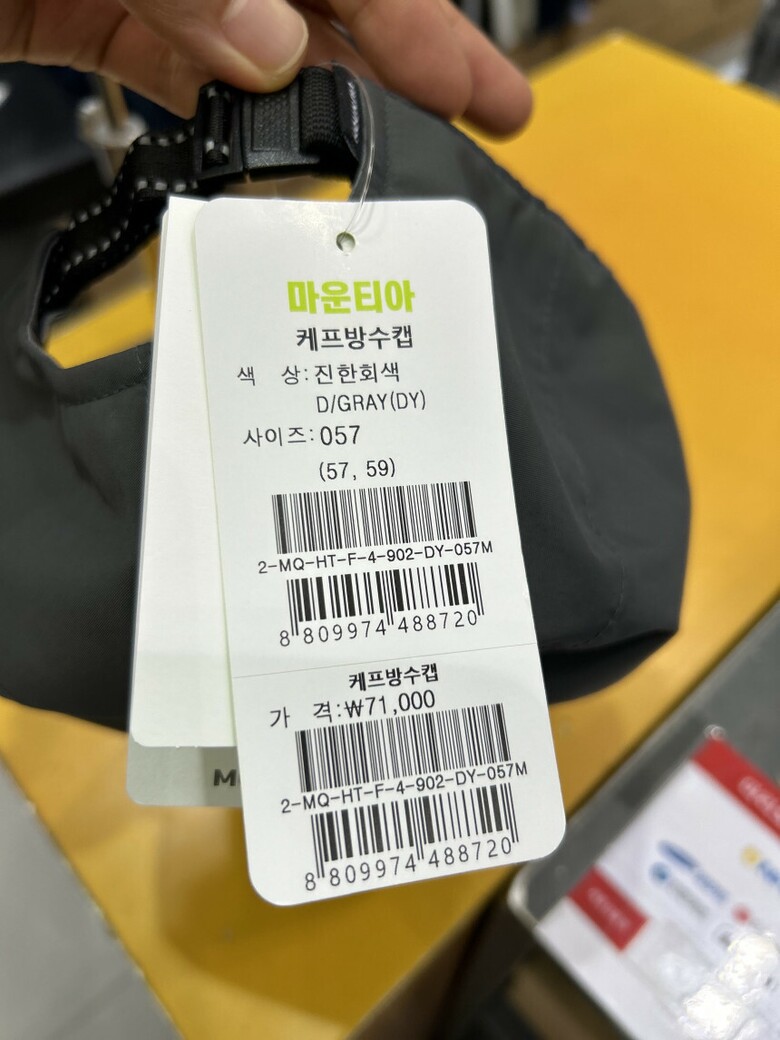 마운티아
케프방수캡
색 상:진한회색
D/GRAY(DY)
사이즈:057
(57, 59)
2-MQ-HT-F-4-902-DY-057M
8 809974 488720
케프방수캡
가 격:₩71,000
2-MQ-HT-F-4-902-DY-057M
8 809974 488720